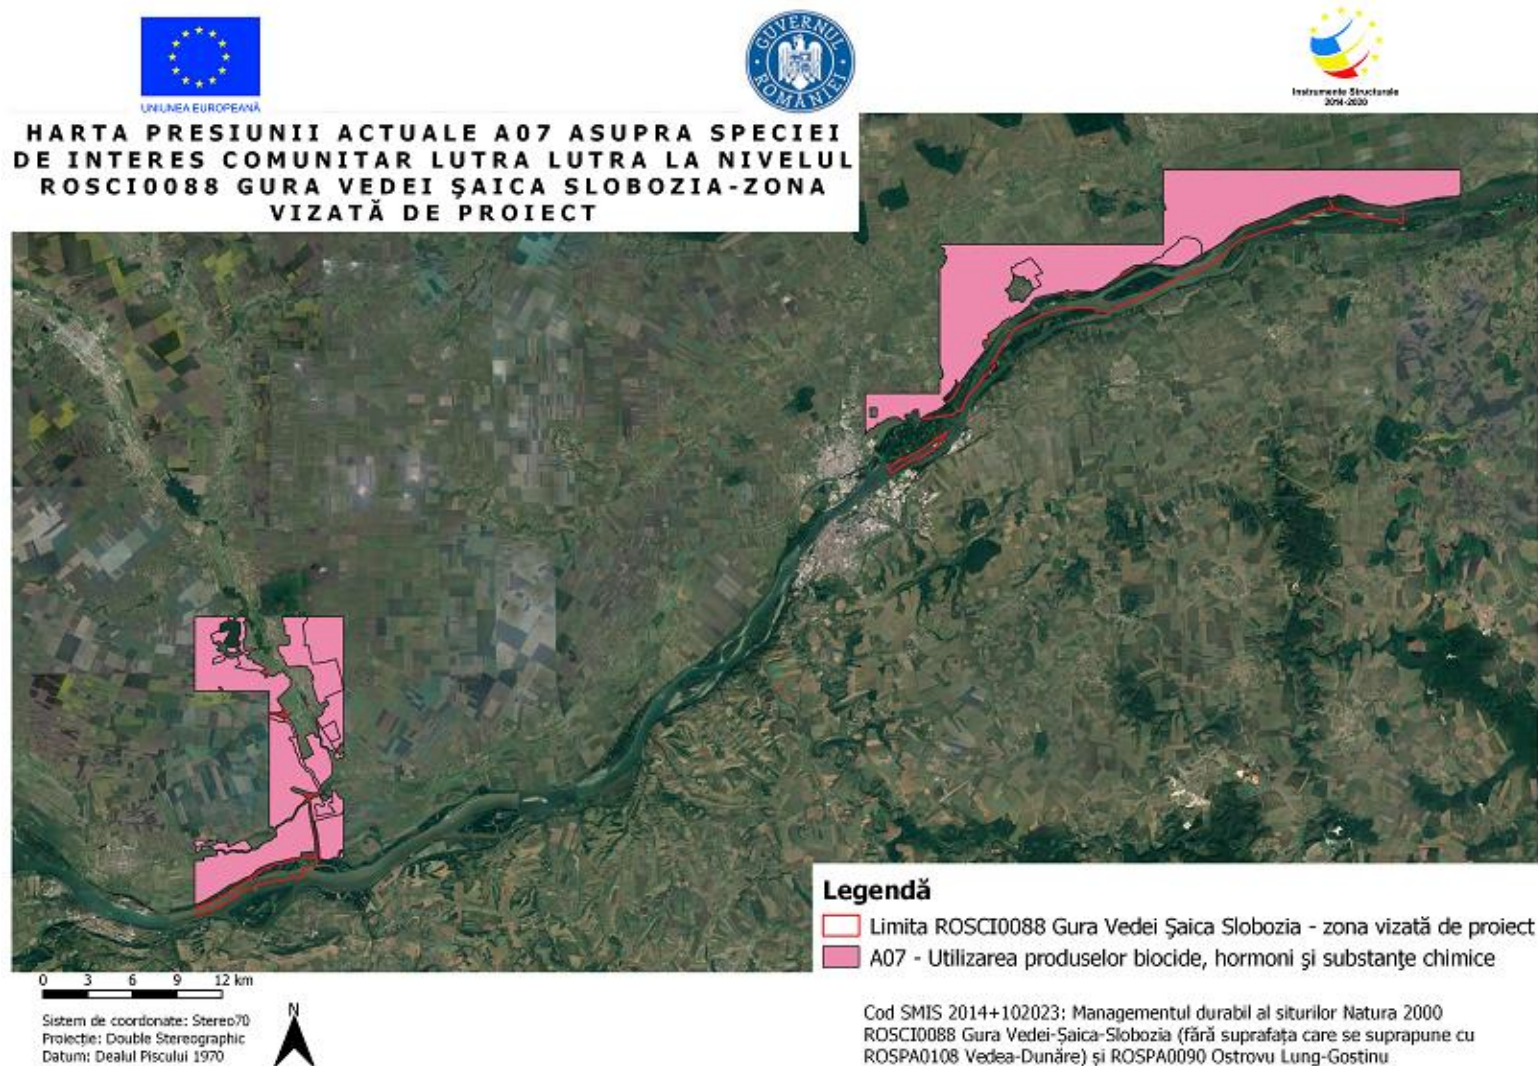 UNIUNEA EUROPEANĂ
GUVERNUL ROMÂNIEI
Instrumente Structurale
2014-2020
HARTA PRESIUNII ACTUALE A07 ASUPRA SPECIEI
DE INTERES COMUNITAR LUTRA LUTRA LA NIVELUL
ROSCI0088 GURA VEDEI ŞAICA SLOBOZIA-ZONA
VIZATĂ DE PROIECT
Legendă
Limita ROSCI0088 Gura Vedei Şaica Slobozia - zona vizată de proiect
A07 - Utilizarea produselor biocide, hormoni şi substanţe chimice
0 3 6 9 12 km
Sistem de coordonate: Stereo70
Proiecţie: Double Stereographic
Datum: Dealul Piscului 1970
N
Cod SMIS 2014+102023: Managementul durabil al siturilor Natura 2000
ROSCI0088 Gura Vedei-Şaica-Slobozia (fără suprafaţa care se suprapune cu
ROSPA0108 Vedea-Dunăre) şi ROSPA0090 Ostrovu Lung-Gostinu